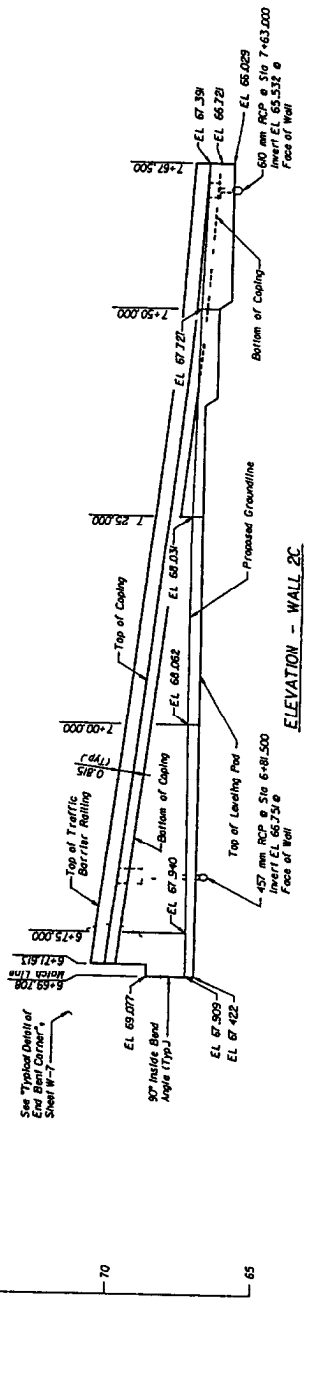 See "Typical Detail of
End Bent Corner",
Sheet W-7
6+69.708
Match Line
6+71.613
6+75.000
Top of Traffic
Barrier Railing
0.815
(Typ.)
7+00.000
Top of Coping
7 25.000
7+50.000
7+67.500
EL 67.391
EL 66.721
EL 66.029
610 mm RCP @ Sta 7+63.000
Invert EL 65.532 @
Face of Wall
EL 67.727
Bottom of Coping
EL 68.031
Proposed Groundline
EL 68.062
Bottom of Coping
Top of Leveling Pad
EL 67.940
457 mm RCP @ Sta 6+81.500
Invert EL 66.751 @
Face of Wall
EL 69.077
90° Inside Bend
Angle (Typ.)
EL 67.909
EL 67 422
ELEVATION - WALL 2C
70
65